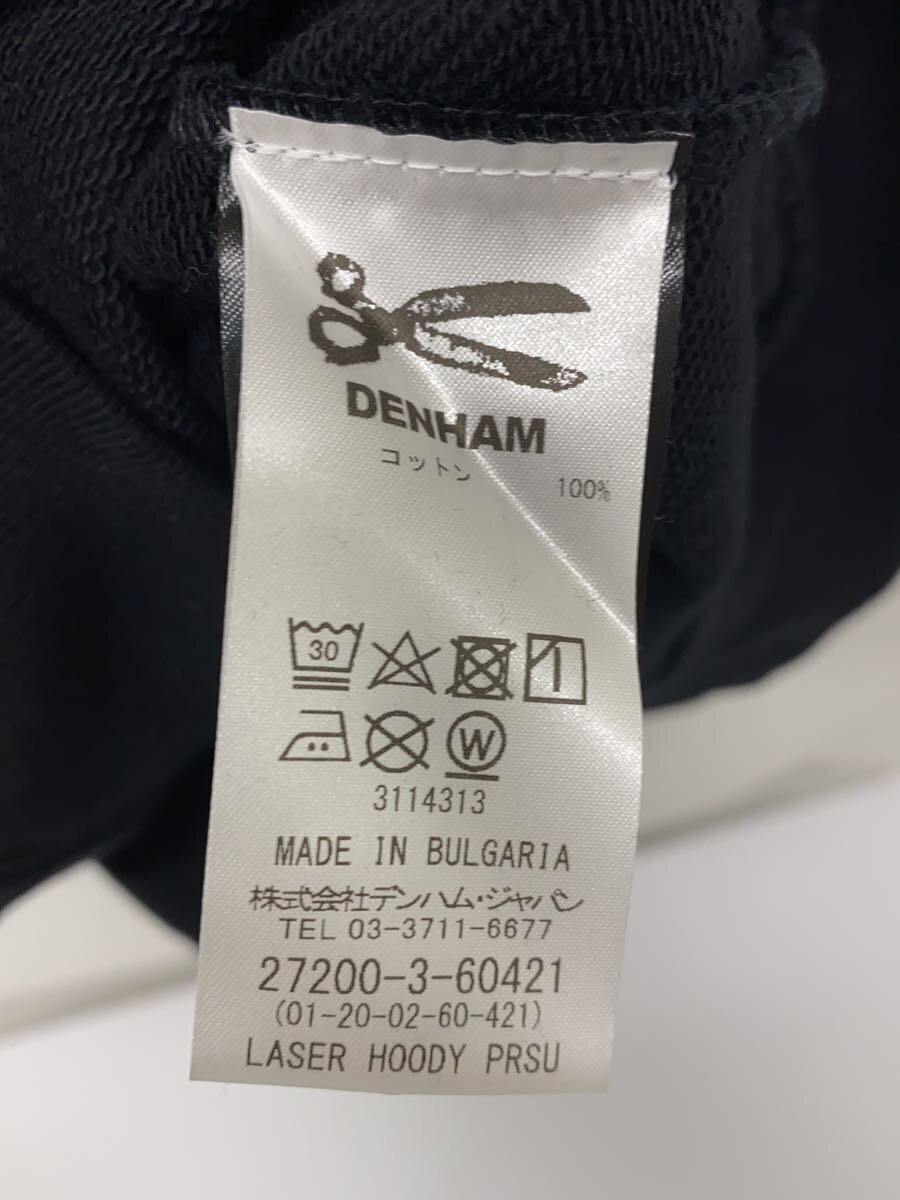 DENHAM
コットン 100%
30
W
3114313
MADE IN BULGARIA
株式会社デンハム・ジャパン
TEL 03-3711-6677
27200-3-60421
(01-20-02-60-421)
LASER HOODY PRSU